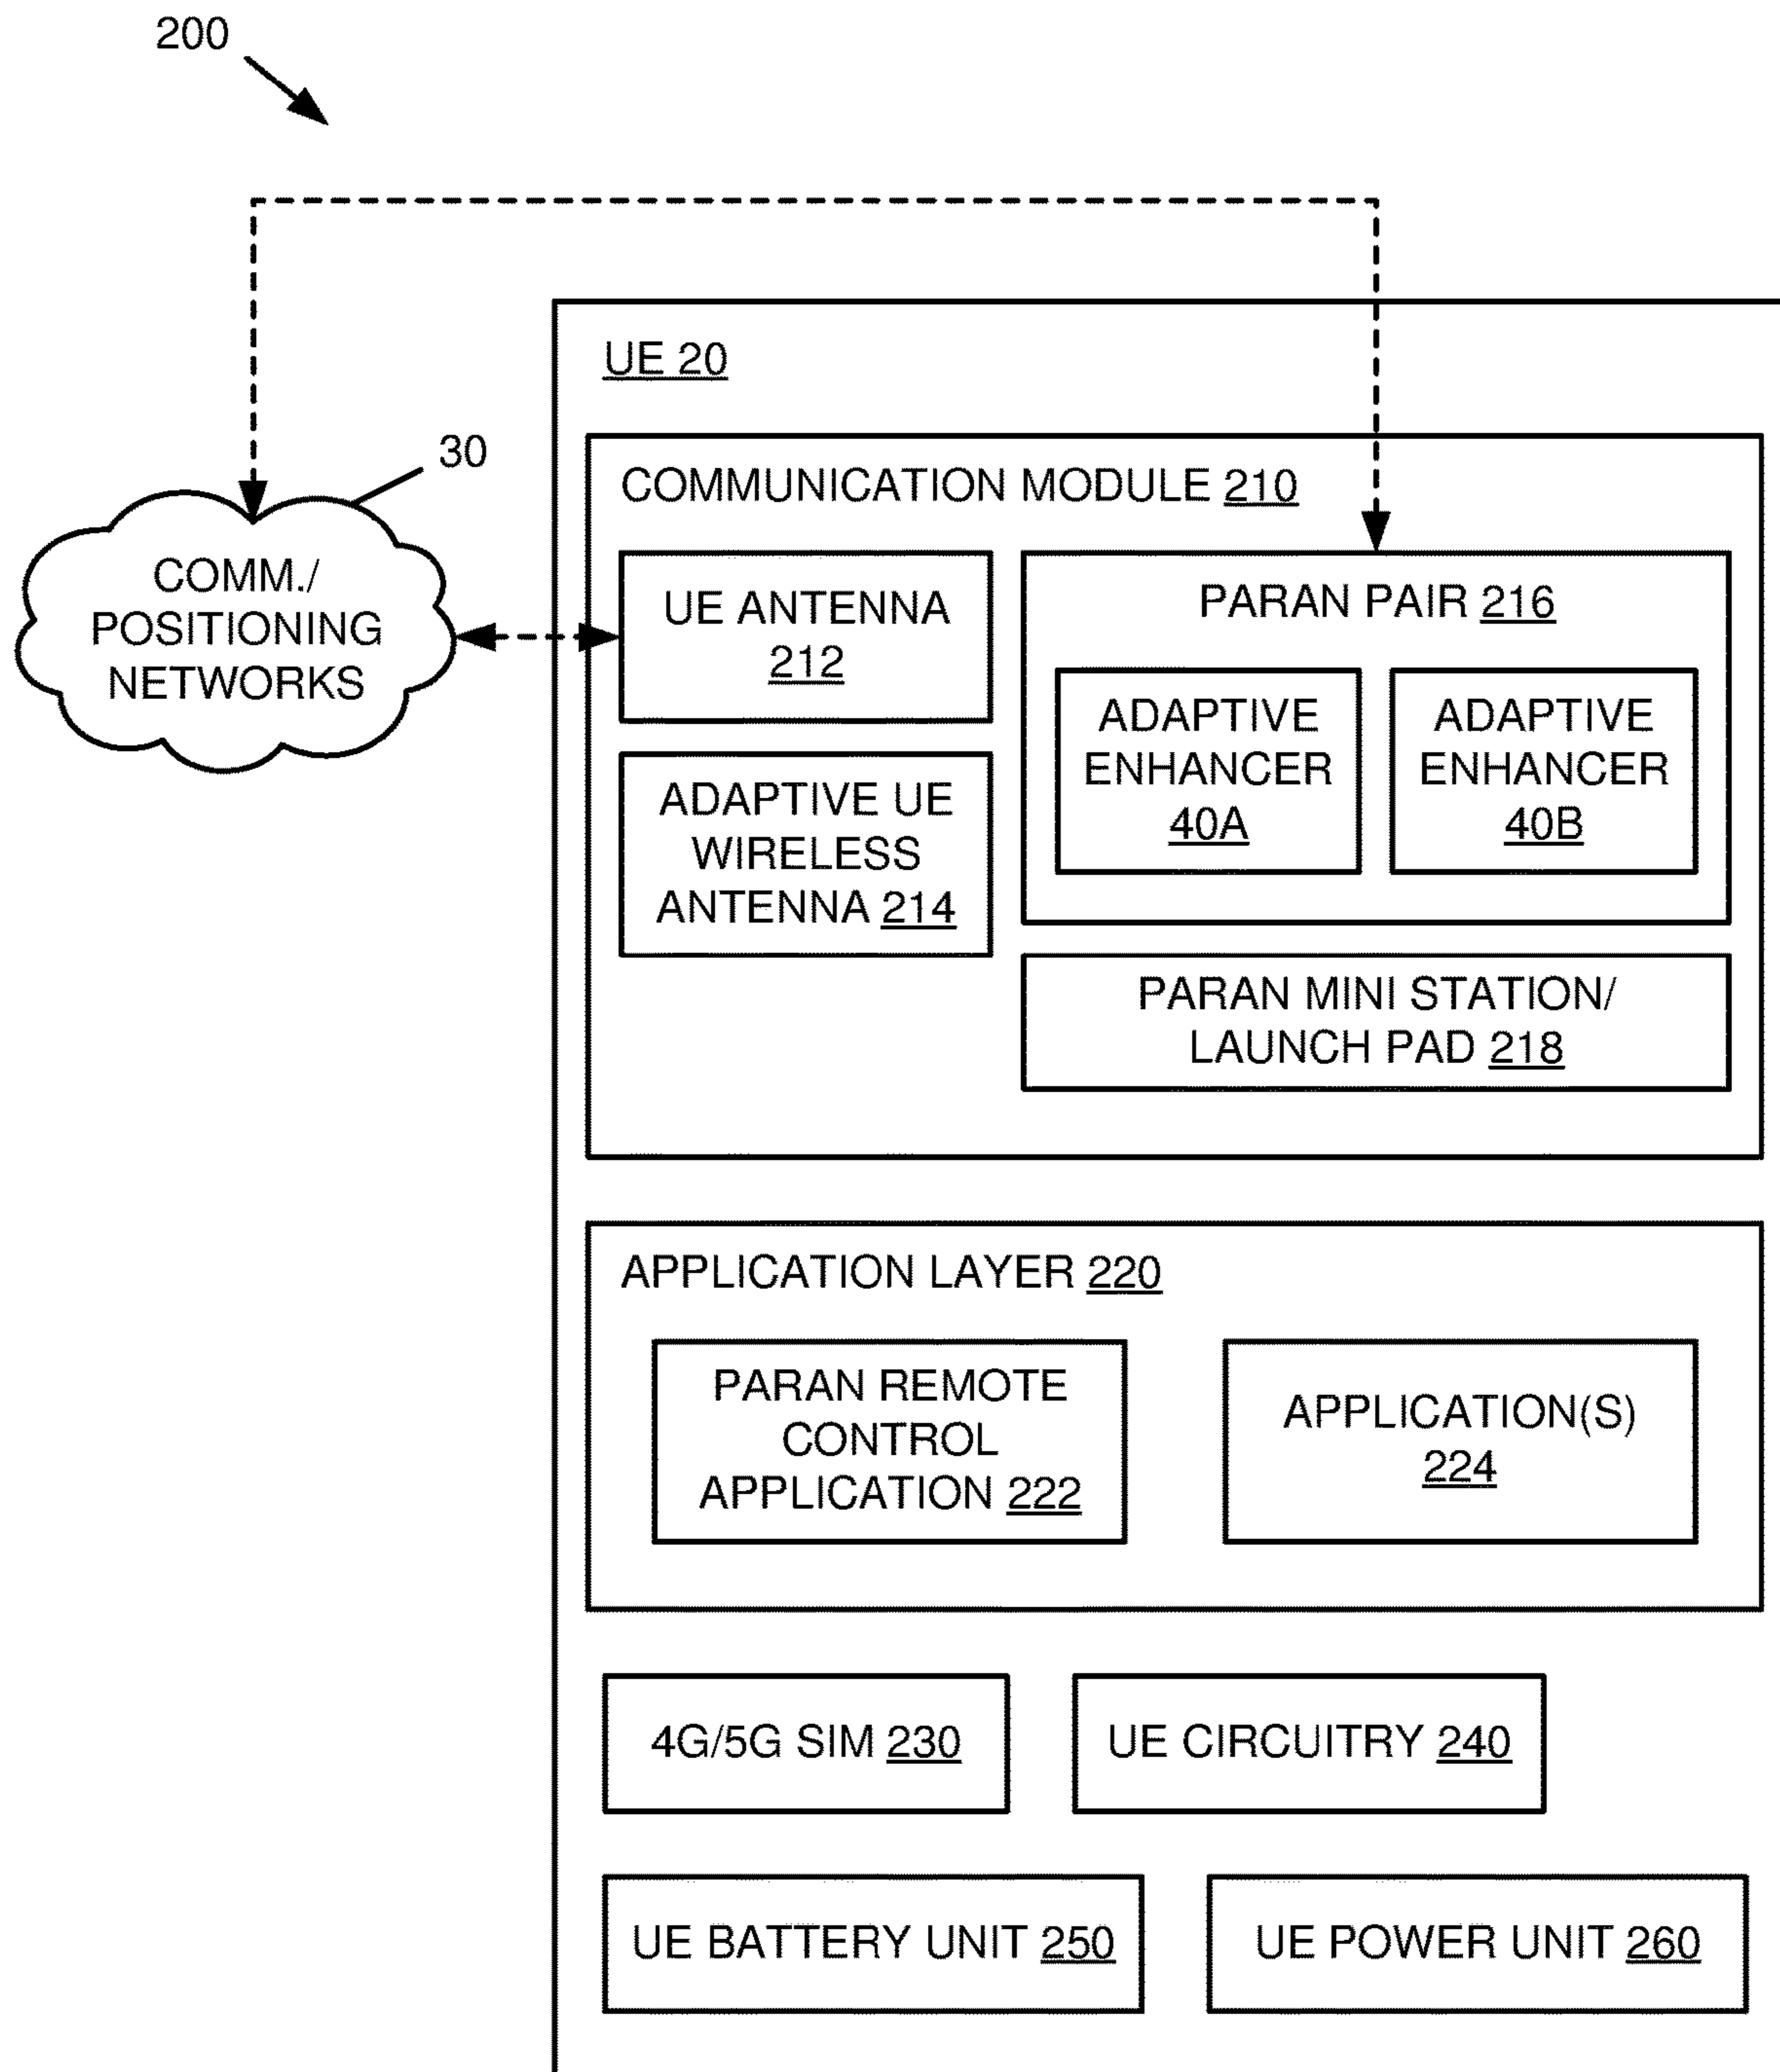 200
UE 20
30
COMMUNICATION MODULE 210
COMM./
POSITIONING
NETWORKS
UE ANTENNA
212
PARAN PAIR 216
ADAPTIVE
ENHANCER
40A
ADAPTIVE
ENHANCER
40B
ADAPTIVE UE
WIRELESS
ANTENNA 214
PARAN MINI STATION/
LAUNCH PAD 218
APPLICATION LAYER 220
PARAN REMOTE
CONTROL
APPLICATION 222
APPLICATION(S)
224
4G/5G SIM 230
UE CIRCUITRY 240
UE BATTERY UNIT 250
UE POWER UNIT 260